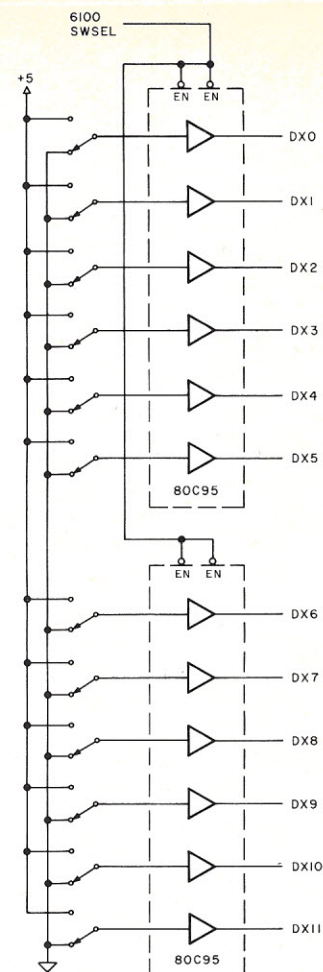 6100
SWSEL
+5
EN EN
DX0
DX1
DX2
DX3
DX4
DX5
80C95
EN EN
DX6
DX7
DX8
DX9
DX10
DX11
80C95